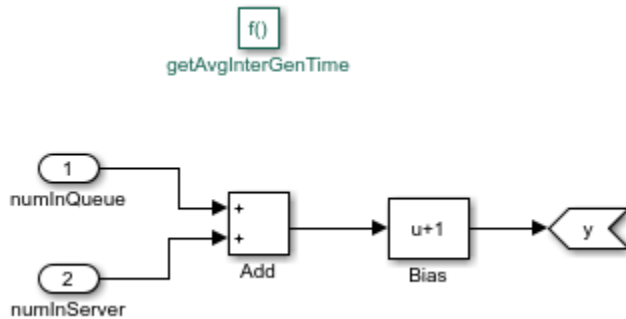 f()
getAvgInterGenTime
1
numInQueue
+
+
Add
u+1
Bias
y
2
numInServer